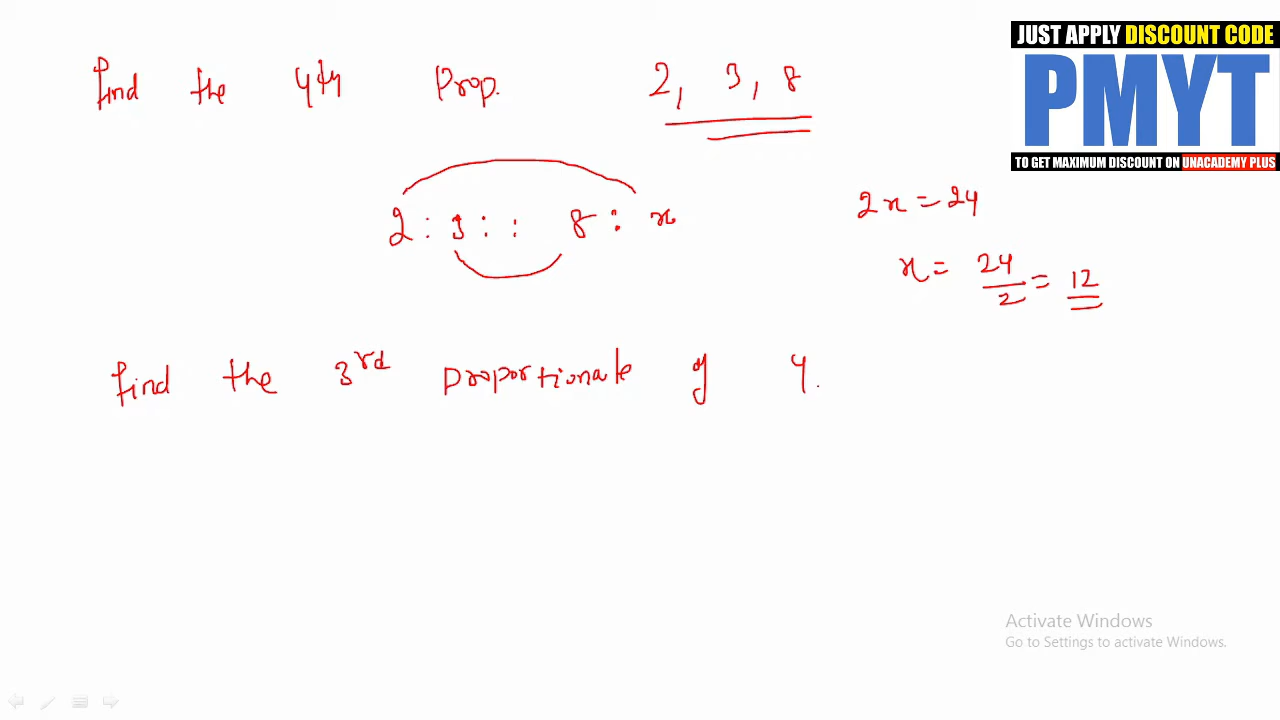 find the 4th Prop. 2, 3, 8
2 : 3 : : 8 : x
2x = 24
x = 24/2 = 12
find the 3rd proportionate of 4.
JUST APPLY DISCOUNT CODE
PMYT
TO GET MAXIMUM DISCOUNT ON UNACADEMY PLUS
Activate Windows
Go to Settings to activate Windows.